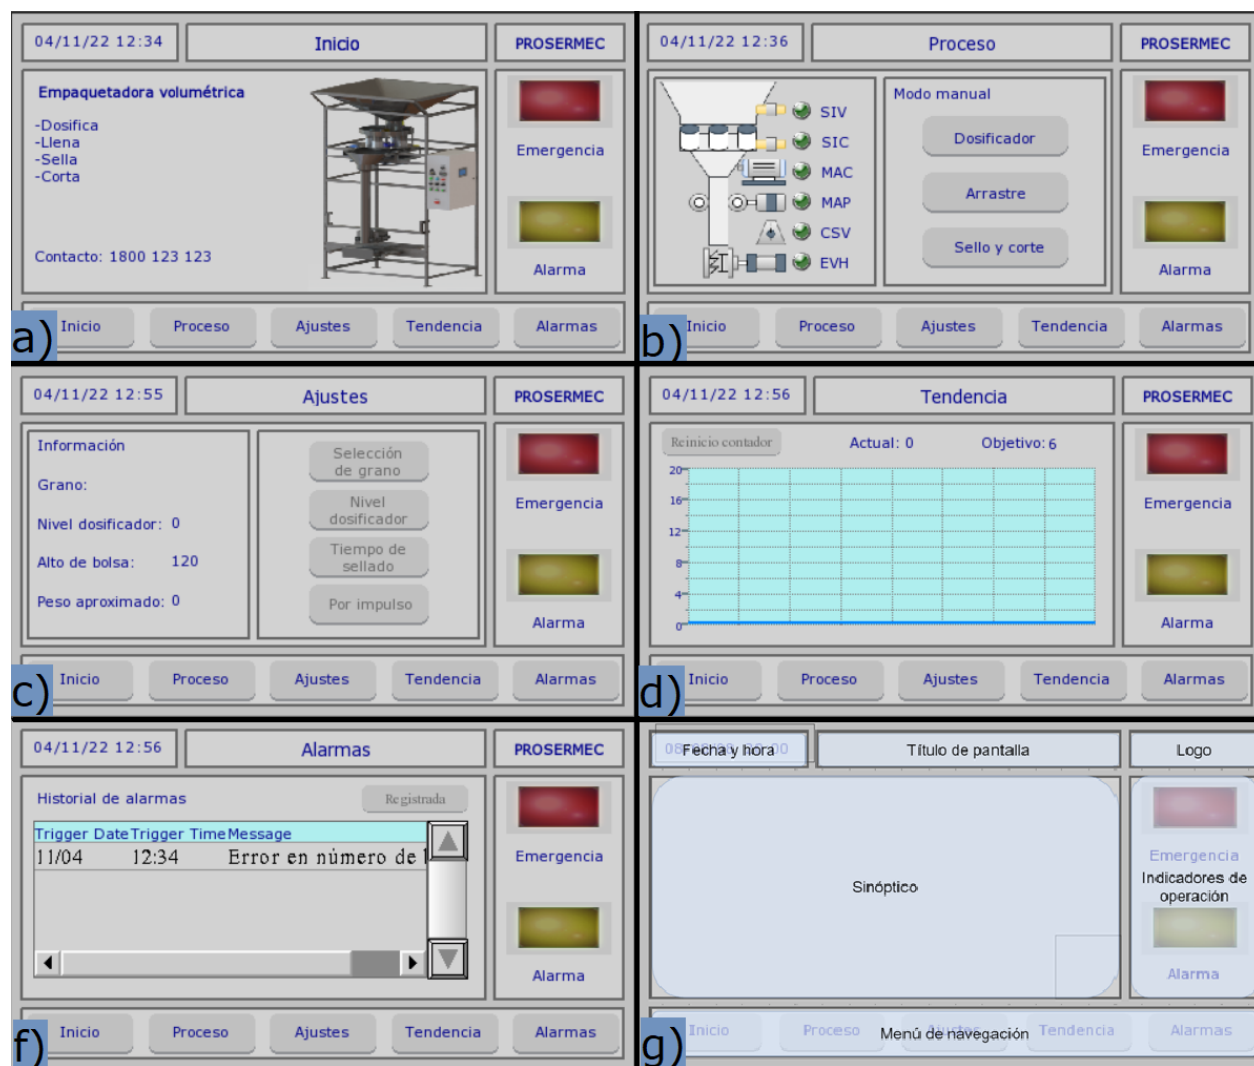 04/11/22 12:34
Inicio
PROSERMEC
Empaquetadora volumétrica
-Dosifica
-Llena
-Sella
-Corta
Contacto: 1800 123 123
Emergencia
Alarma
a)
Inicio
Proceso
Ajustes
Tendencia
Alarmas
04/11/22 12:36
Proceso
PROSERMEC
SIV
SIC
MAC
MAP
CSV
EVH
Modo manual
Dosificador
Arrastre
Sello y corte
Emergencia
Alarma
b)
Inicio
Proceso
Ajustes
Tendencia
Alarmas
04/11/22 12:55
Ajustes
PROSERMEC
Información
Grano:
Nivel dosificador: 0
Alto de bolsa: 120
Peso aproximado: 0
Selección
de grano
Nivel
dosificador
Tiempo de
sellado
Por impulso
Emergencia
Alarma
c)
Inicio
Proceso
Ajustes
Tendencia
Alarmas
04/11/22 12:56
Tendencia
PROSERMEC
Reinicio contador
Actual: 0
Objetivo: 6
20
16
12
8
4
0
Emergencia
Alarma
d)
Inicio
Proceso
Ajustes
Tendencia
Alarmas
04/11/22 12:56
Alarmas
PROSERMEC
Historial de alarmas
Registrada
Trigger Date Trigger Time Message
11/04 12:34 Error en número de
Emergencia
Alarma
f)
Inicio
Proceso
Ajustes
Tendencia
Alarmas
Fecha y hora
Título de pantalla
Logo
Sinóptico
Emergencia
Indicadores de
operación
Alarma
g)
Inicio
Proceso
Ajustes
Tendencia
Alarmas
Menú de navegación